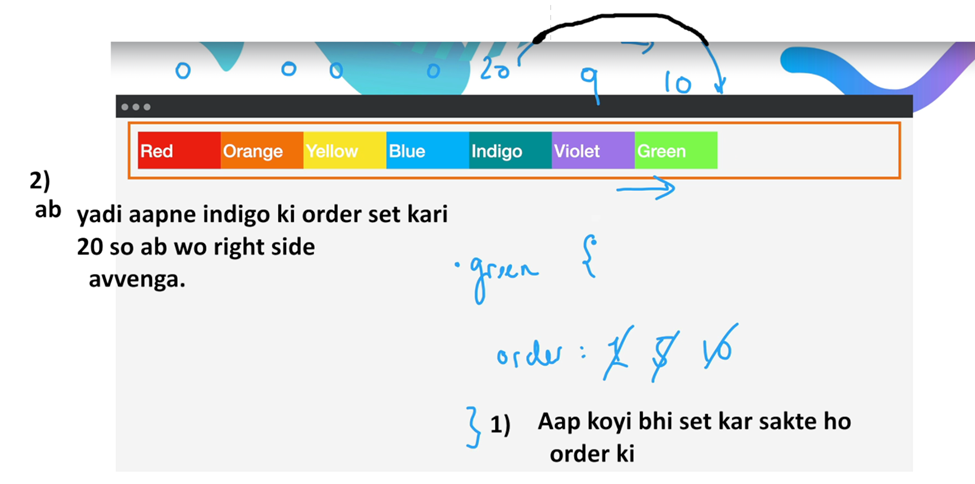 0 0 0 0 20 9 10
Red Orange Yellow Blue Indigo Violet Green
2)
ab yadi aapne indigo ki order set kari
20 so ab wo right side
avvenga.
.green {
order : 1 5 10
} 1) Aap koyi bhi set kar sakte ho
order ki